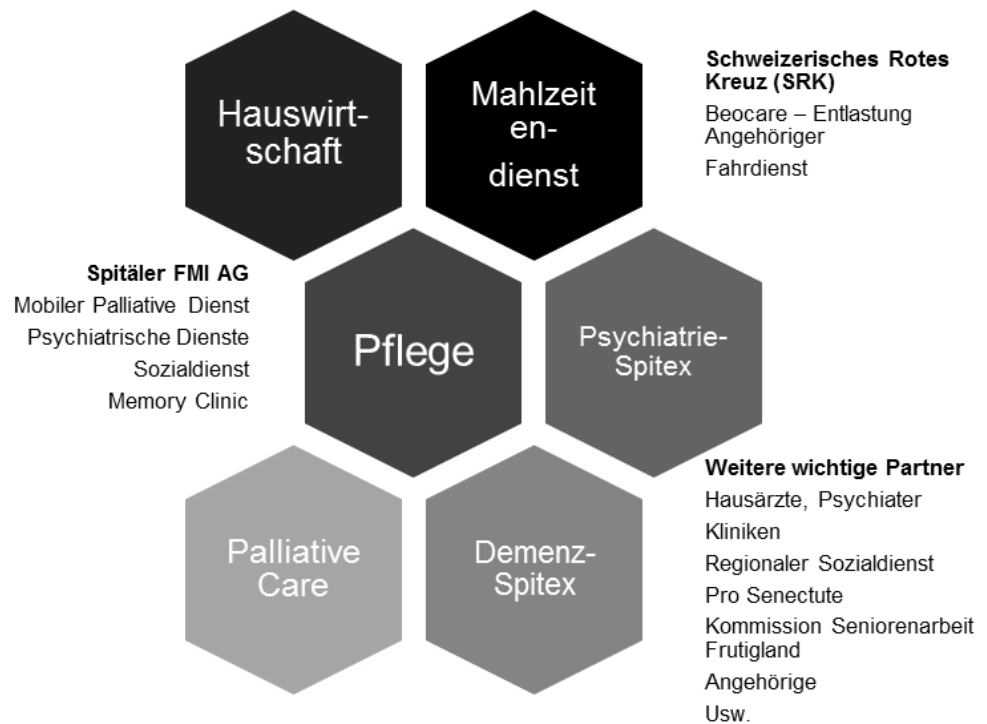 Hauswirt-
schaft
Mahlzeit
en-
dienst
Schweizerisches Rotes
Kreuz (SRK)
Beocare – Entlastung
Angehöriger
Fahrdienst
Spitäler FMI AG
Mobiler Palliative Dienst
Psychiatrische Dienste
Sozialdienst
Memory Clinic
Pflege
Psychiatrie-
Spitex
Palliative
Care
Demenz-
Spitex
Weitere wichtige Partner
Hausärzte, Psychiater
Kliniken
Regionaler Sozialdienst
Pro Senectute
Kommission Seniorenarbeit
Frutigland
Angehörige
Usw.